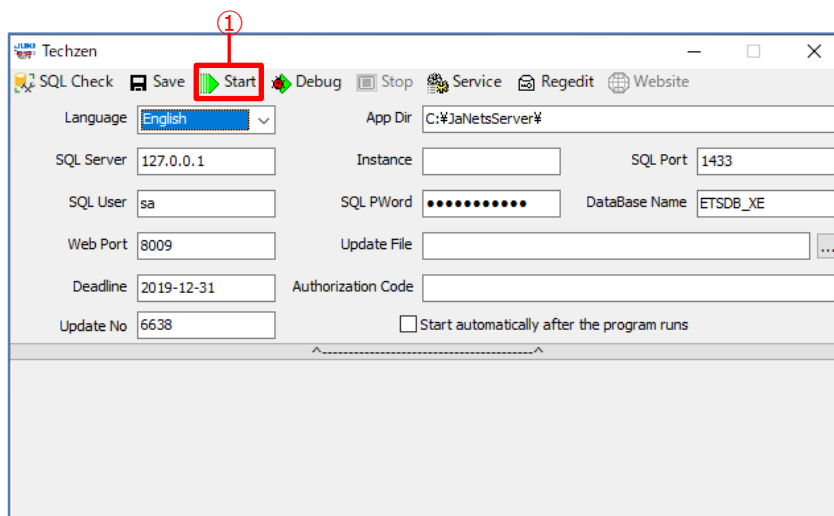 ①
JUKI Techzen
SQL Check Save Start Debug Stop Service Regedit Website
Language English App Dir C:¥JaNetsServer¥
SQL Server 127.0.0.1 Instance SQL Port 1433
SQL User sa SQL PWord ●●●●●●●●●●● DataBase Name ETSDB_XE
Web Port 8009 Update File ...
Deadline 2019-12-31 Authorization Code
Update No 6638 Start automatically after the program runs
^----------------------------------------^